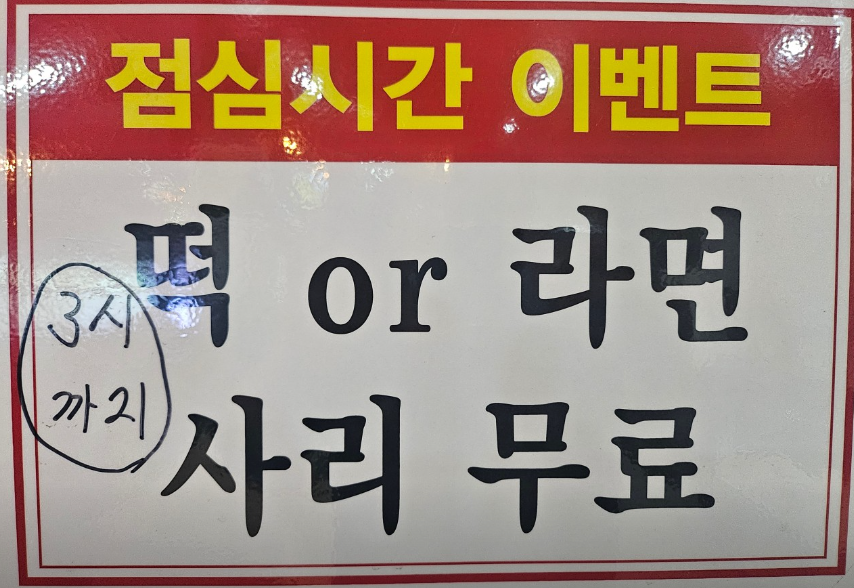 점심시간 이벤트
떡 or 라면
3시
까지
사리 무료